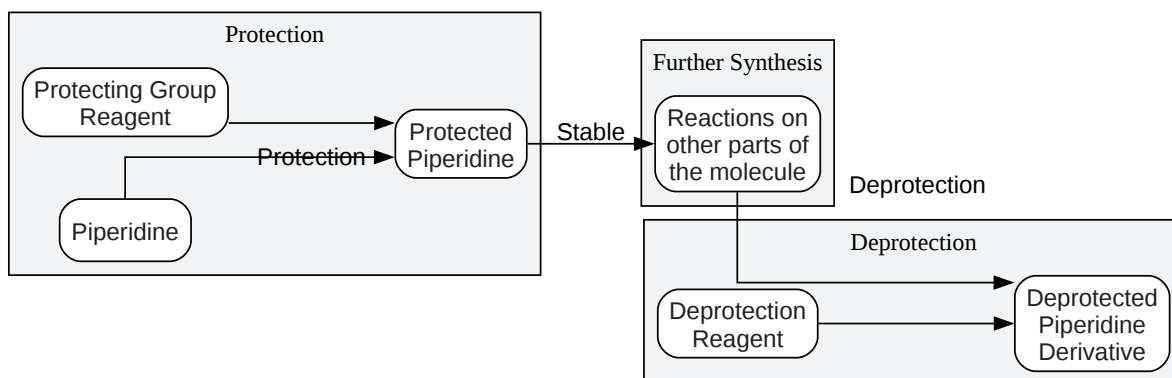 Protection
Protecting Group
Reagent
Protected
Piperidine
Protection
Piperidine
Stable
Further Synthesis
Reactions on
other parts of
the molecule
Deprotection
Deprotection
Deprotection
Reagent
Deprotected
Piperidine
Derivative